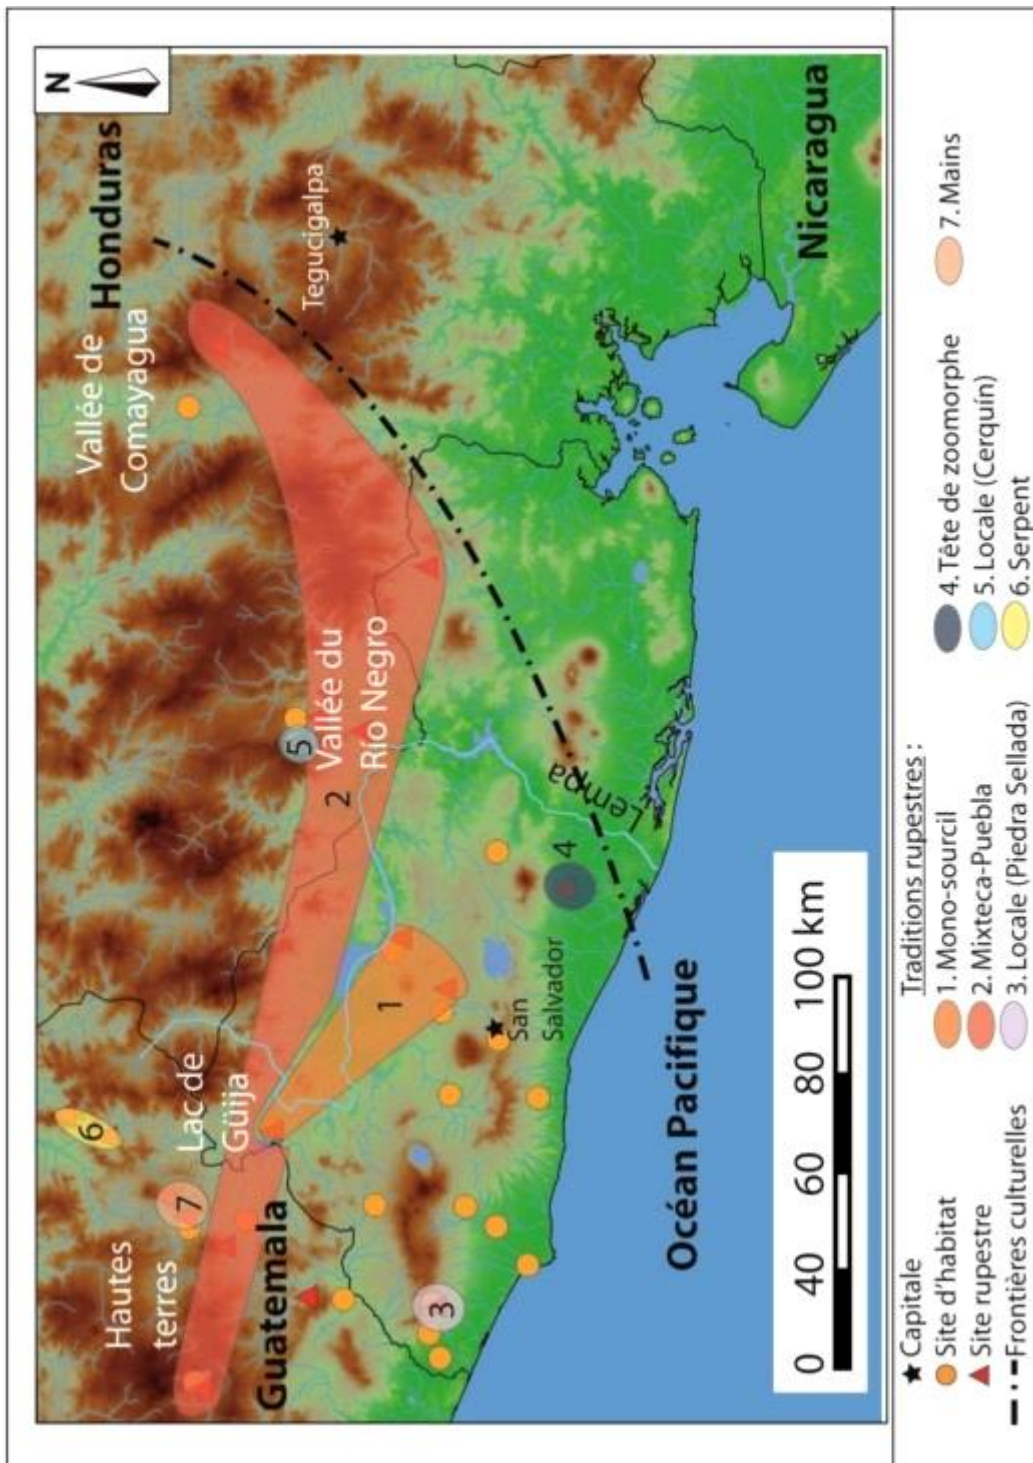 N
Honduras
Vallée de
Comayagua
Tegucigalpa
Nicaragua
Hautes
terres
7
6
Lac de
Güija
Guatemala
5
Vallée du
Río Negro
2
1
3
4
San
Salvador
Lempa
Océan Pacifique
0 40 60 80 100 km
Traditions rupestres :
Capitale
Site d'habitat
Site rupestre
Frontières culturelles
1. Mono-sourcil
2. Mixteca-Puebla
3. Locale (Piedra Sellada)
4. Tête de zoomorphe
5. Locale (Cerquín)
6. Serpent
7. Mains